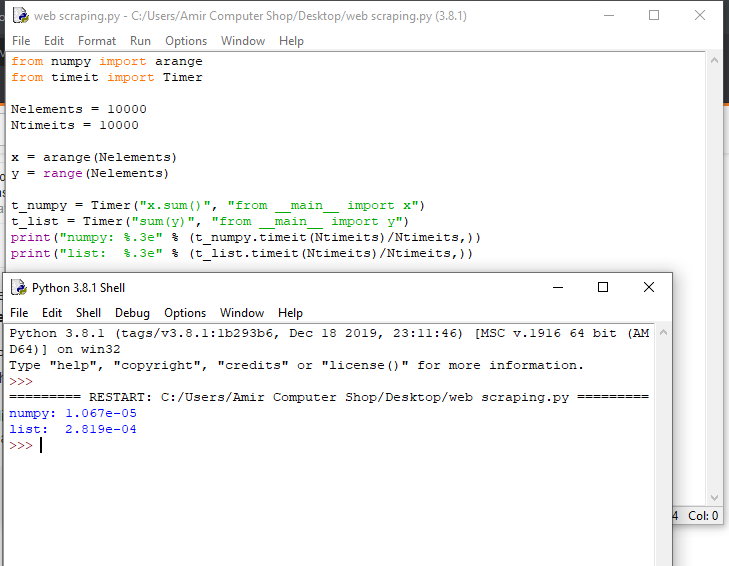 web scraping.py - C:/Users/Amir Computer Shop/Desktop/web scraping.py (3.8.1)
File Edit Format Run Options Window Help
from numpy import arange
from timeit import Timer
Nelements = 10000
Ntimeits = 10000
x = arange(Nelements)
y = range(Nelements)
t_numpy = Timer("x.sum()", "from __main__ import x")
t_list = Timer("sum(y)", "from __main__ import y")
print("numpy: %.3e" % (t_numpy.timeit(Ntimeits)/Ntimeits,))
print("list:  %.3e" % (t_list.timeit(Ntimeits)/Ntimeits,))
Python 3.8.1 Shell
File Edit Shell Debug Options Window Help
Python 3.8.1 (tags/v3.8.1:1b293b6, Dec 18 2019, 23:11:46) [MSC v.1916 64 bit (AM
D64)] on win32
Type "help", "copyright", "credits" or "license()" for more information.
>>>
========= RESTART: C:/Users/Amir Computer Shop/Desktop/web scraping.py =========
numpy: 1.067e-05
list:  2.819e-04
>>>
4 Col: 0